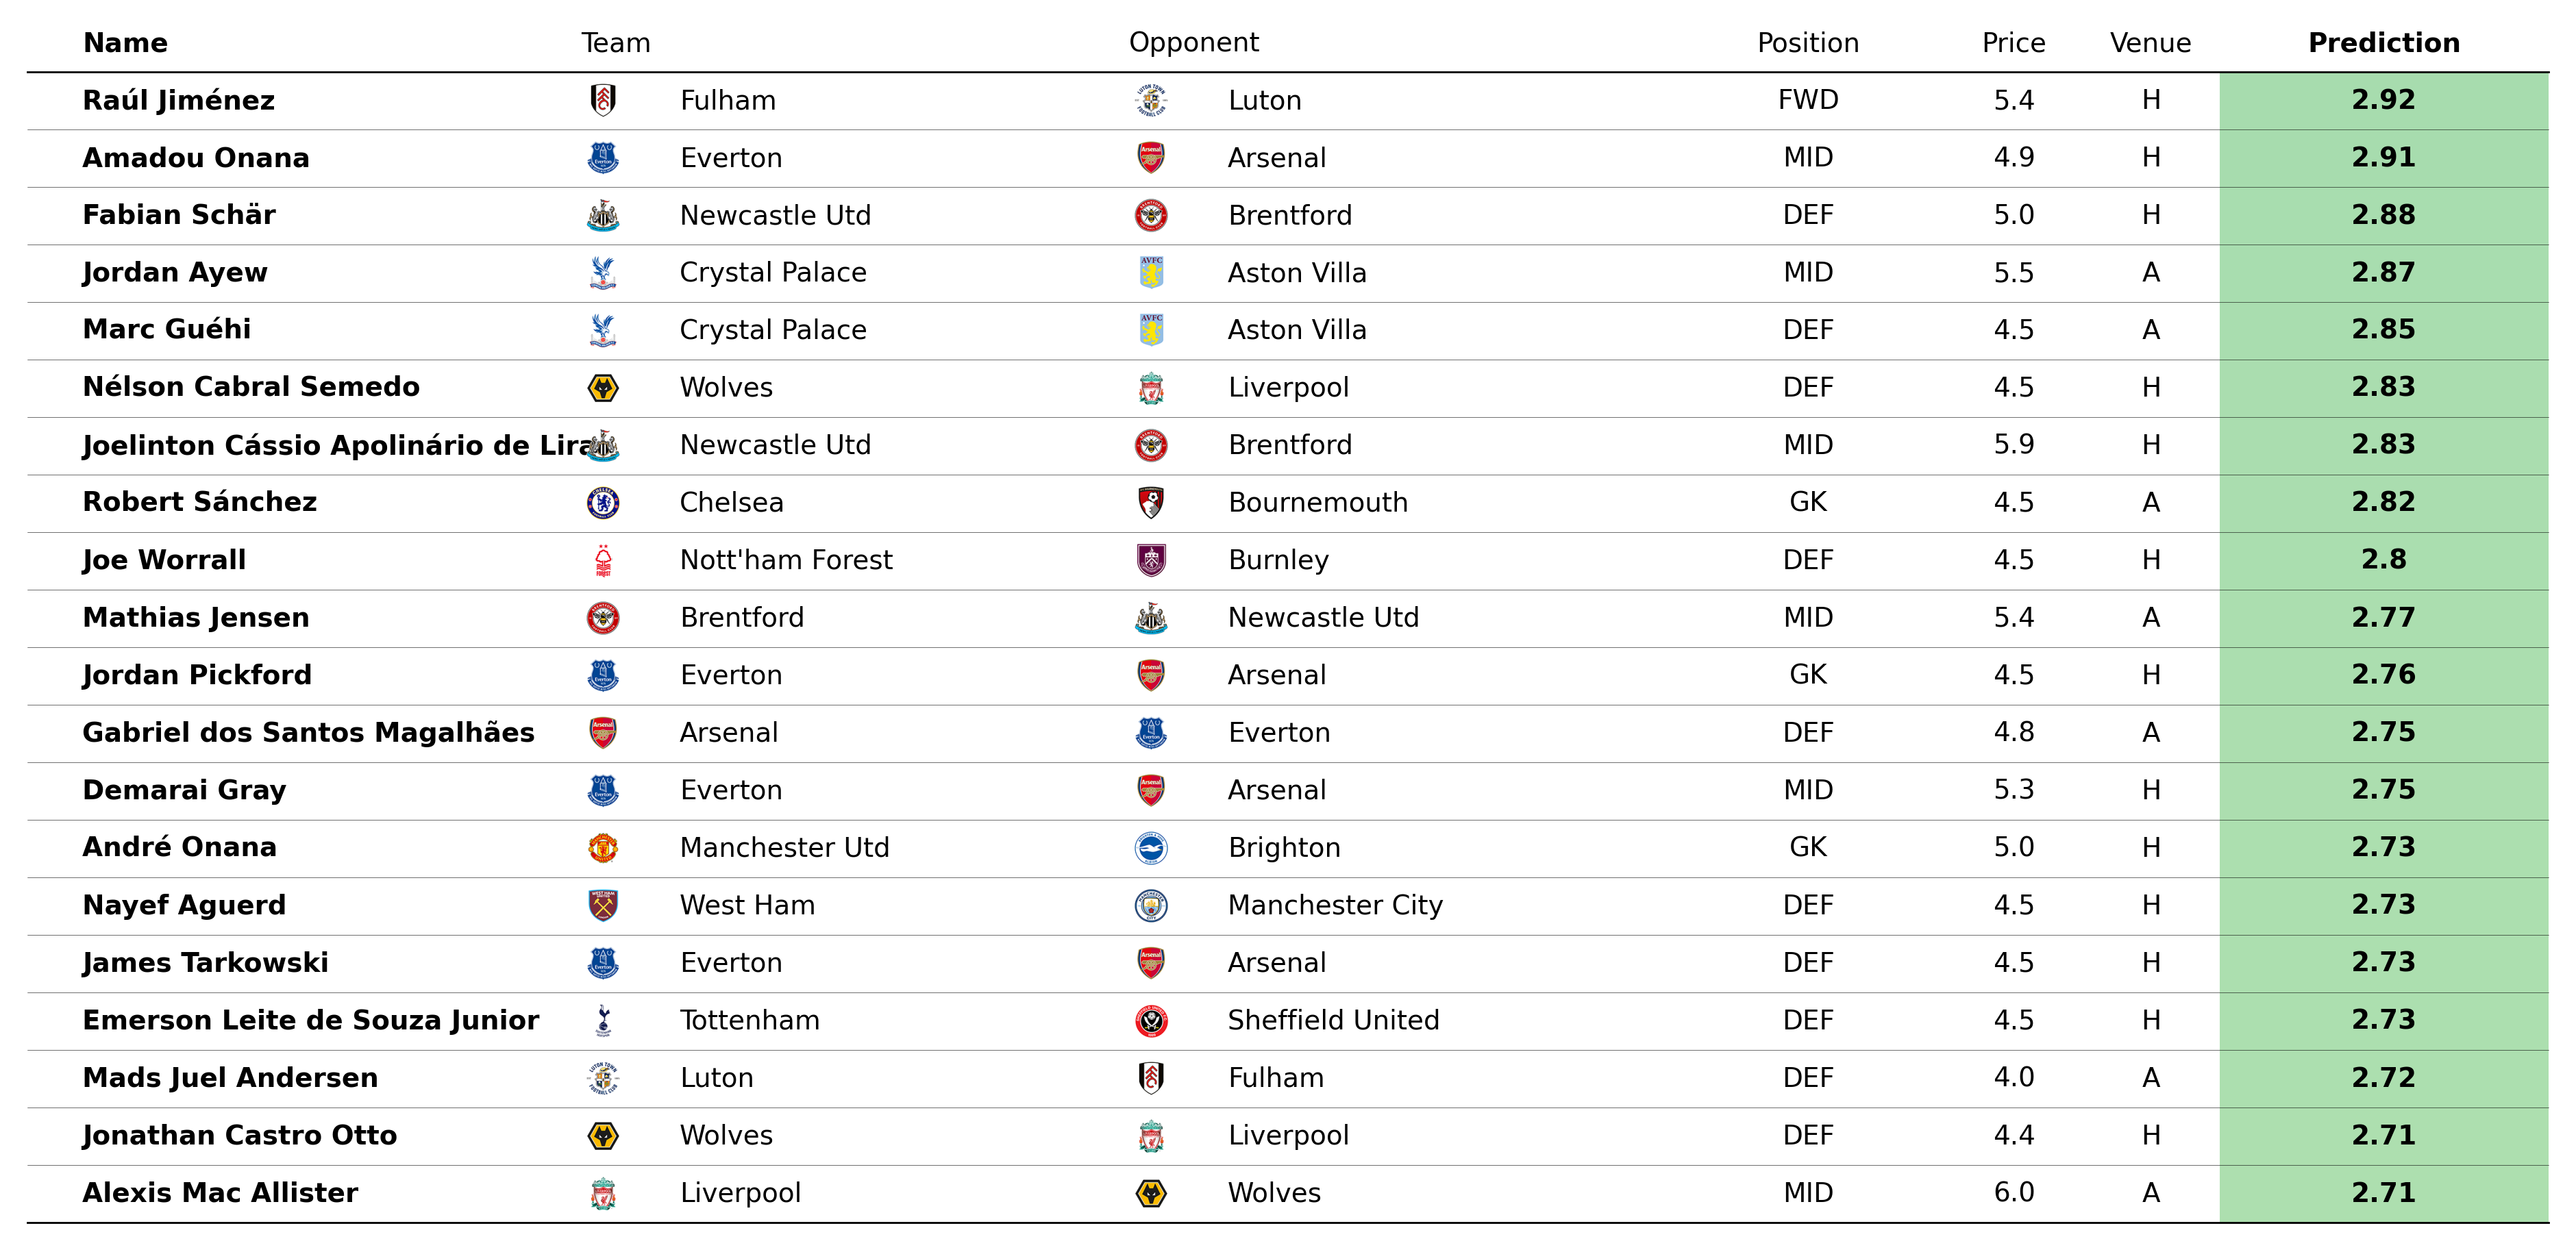 Name Team Opponent Position Price Venue Prediction
Raúl Jiménez Fulham Luton FWD 5.4 H 2.92
Amadou Onana Everton Arsenal MID 4.9 H 2.91
Fabian Schär Newcastle Utd Brentford DEF 5.0 H 2.88
Jordan Ayew Crystal Palace Aston Villa MID 5.5 A 2.87
Marc Guéhi Crystal Palace Aston Villa DEF 4.5 A 2.85
Nélson Cabral Semedo Wolves Liverpool DEF 4.5 H 2.83
Joelinton Cássio Apolinário de Lira Newcastle Utd Brentford MID 5.9 H 2.83
Robert Sánchez Chelsea Bournemouth GK 4.5 A 2.82
Joe Worrall Nott'ham Forest Burnley DEF 4.5 H 2.8
Mathias Jensen Brentford Newcastle Utd MID 5.4 A 2.77
Jordan Pickford Everton Arsenal GK 4.5 H 2.76
Gabriel dos Santos Magalhães Arsenal Everton DEF 4.8 A 2.75
Demarai Gray Everton Arsenal MID 5.3 H 2.75
André Onana Manchester Utd Brighton GK 5.0 H 2.73
Nayef Aguerd West Ham Manchester City DEF 4.5 H 2.73
James Tarkowski Everton Arsenal DEF 4.5 H 2.73
Emerson Leite de Souza Junior Tottenham Sheffield United DEF 4.5 H 2.73
Mads Juel Andersen Luton Fulham DEF 4.0 A 2.72
Jonathan Castro Otto Wolves Liverpool DEF 4.4 H 2.71
Alexis Mac Allister Liverpool Wolves MID 6.0 A 2.71